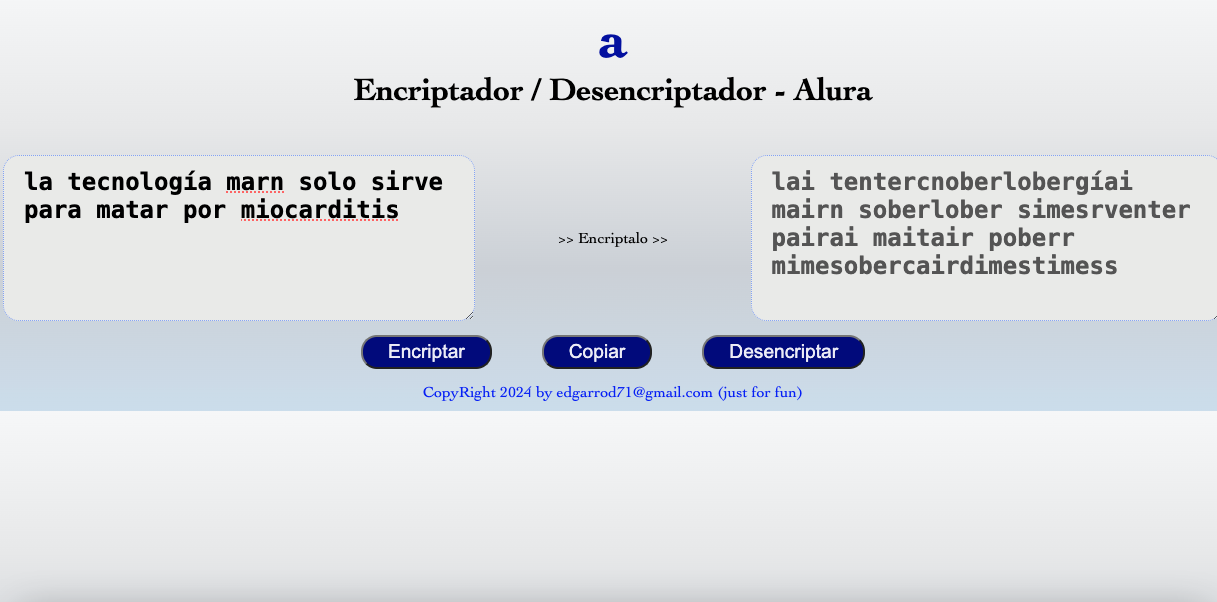 a
Encriptador / Desencriptador - Alura
la tecnología marn solo sirve
para matar por miocarditis
>> Encriptalo >>
lai tentercnoberlobergíai
mairn soberlober simesrventer
pairai maitair poberr
mimesobercairdimestimess
Encriptar
Copiar
Desencriptar
CopyRight 2024 by edgarrod71@gmail.com (just for fun)